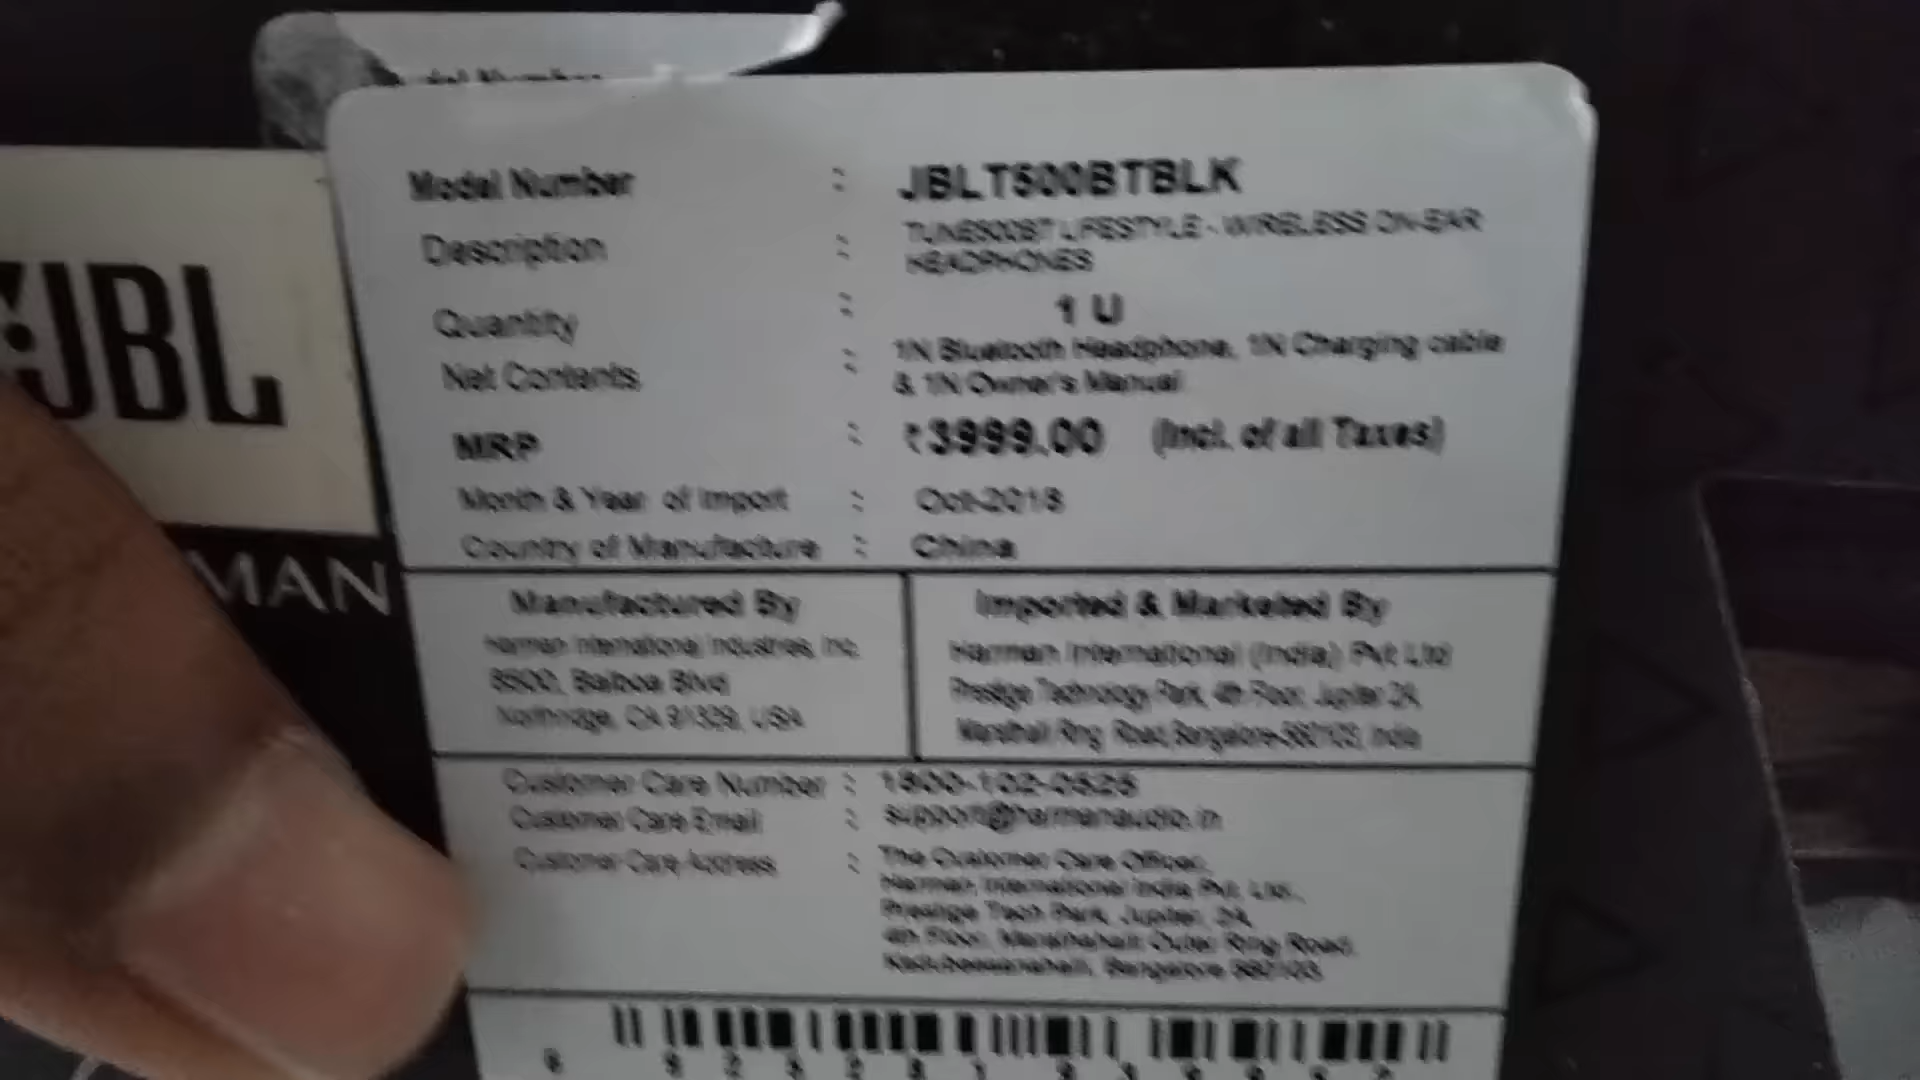 Model Number
JBL
MAN
Model Number : JBLT500BTBLK
Description : TUNE500BT LIFESTYLE - WIRELESS ON-EAR
HEADPHONES
Quantity : 1 U
Net Contents : 1N Bluetooth Headphone, 1N Charging cable
& 1N Owner's Manual
MRP : ₹3999.00 (Incl. of all Taxes)
Month & Year of Import : Oct-2018
Country of Manufacture : China
Manufactured By
Harman International Industries, Inc.
8500, Balboa Blvd
Northridge, CA 91329, USA
Imported & Marketed By
Harman International (India) Pvt Ltd
Prestige Technology Park, 4th Floor, Jupiter 2A,
Marathalli Ring Road, Bangalore-560103, India
Customer Care Number : 1800-102-0525
Customer Care Email : support@harmanaudio.in
Customer Care Address : The Customer Care Officer,
Harman International India Pvt. Ltd.,
Prestige Tech Park, Jupiter, 2A,
4th Floor, Marathahalli Outer Ring Road,
Bangalore 560103,